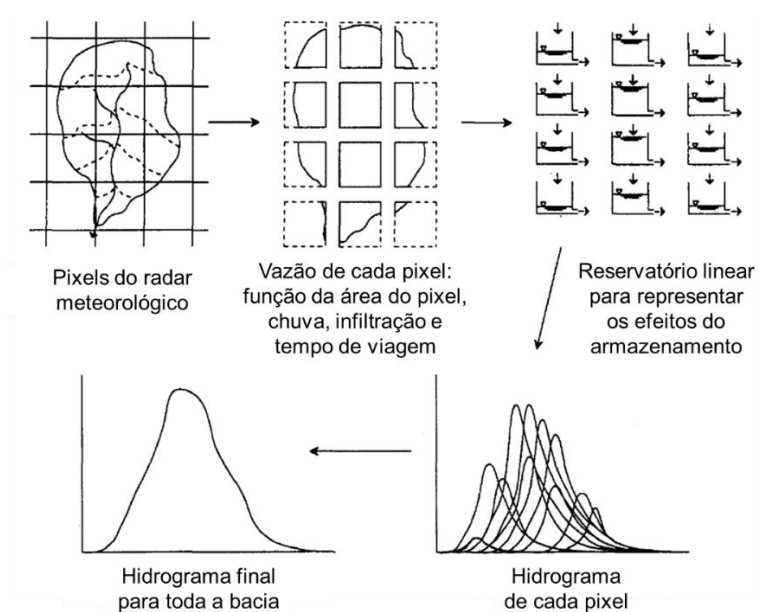 Pixels do radar
meteorológico
Vazão de cada pixel:
função da área do pixel,
chuva, infiltração e
tempo de viagem
Reservatório linear
para representar
os efeitos do
armazenamento
Hidrograma final
para toda a bacia
Hidrograma
de cada pixel